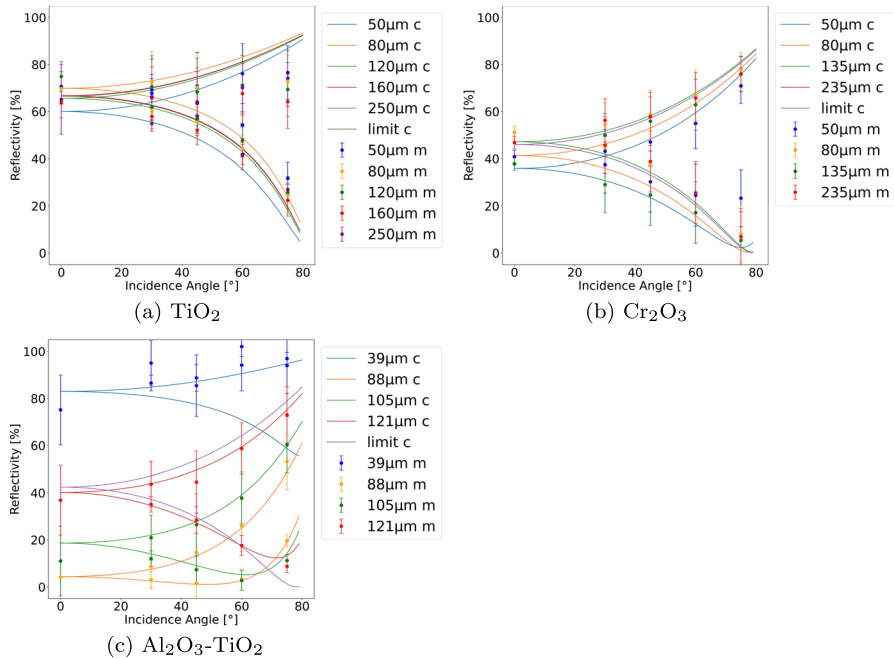 100
80
60
40
20
0
Reflectivity [%]
0 20 40 60 80
Incidence Angle [°]
50μm c
80μm c
120μm c
160μm c
250μm c
limit c
50μm m
80μm m
120μm m
160μm m
250μm m
(a) TiO₂
100
80
60
40
20
0
Reflectivity [%]
0 20 40 60 80
Incidence Angle [°]
50μm c
80μm c
135μm c
235μm c
limit c
50μm m
80μm m
135μm m
235μm m
(b) Cr₂O₃
100
80
60
40
20
0
Reflectivity [%]
0 20 40 60 80
Incidence Angle [°]
39μm c
88μm c
105μm c
121μm c
limit c
39μm m
88μm m
105μm m
121μm m
(c) Al₂O₃-TiO₂